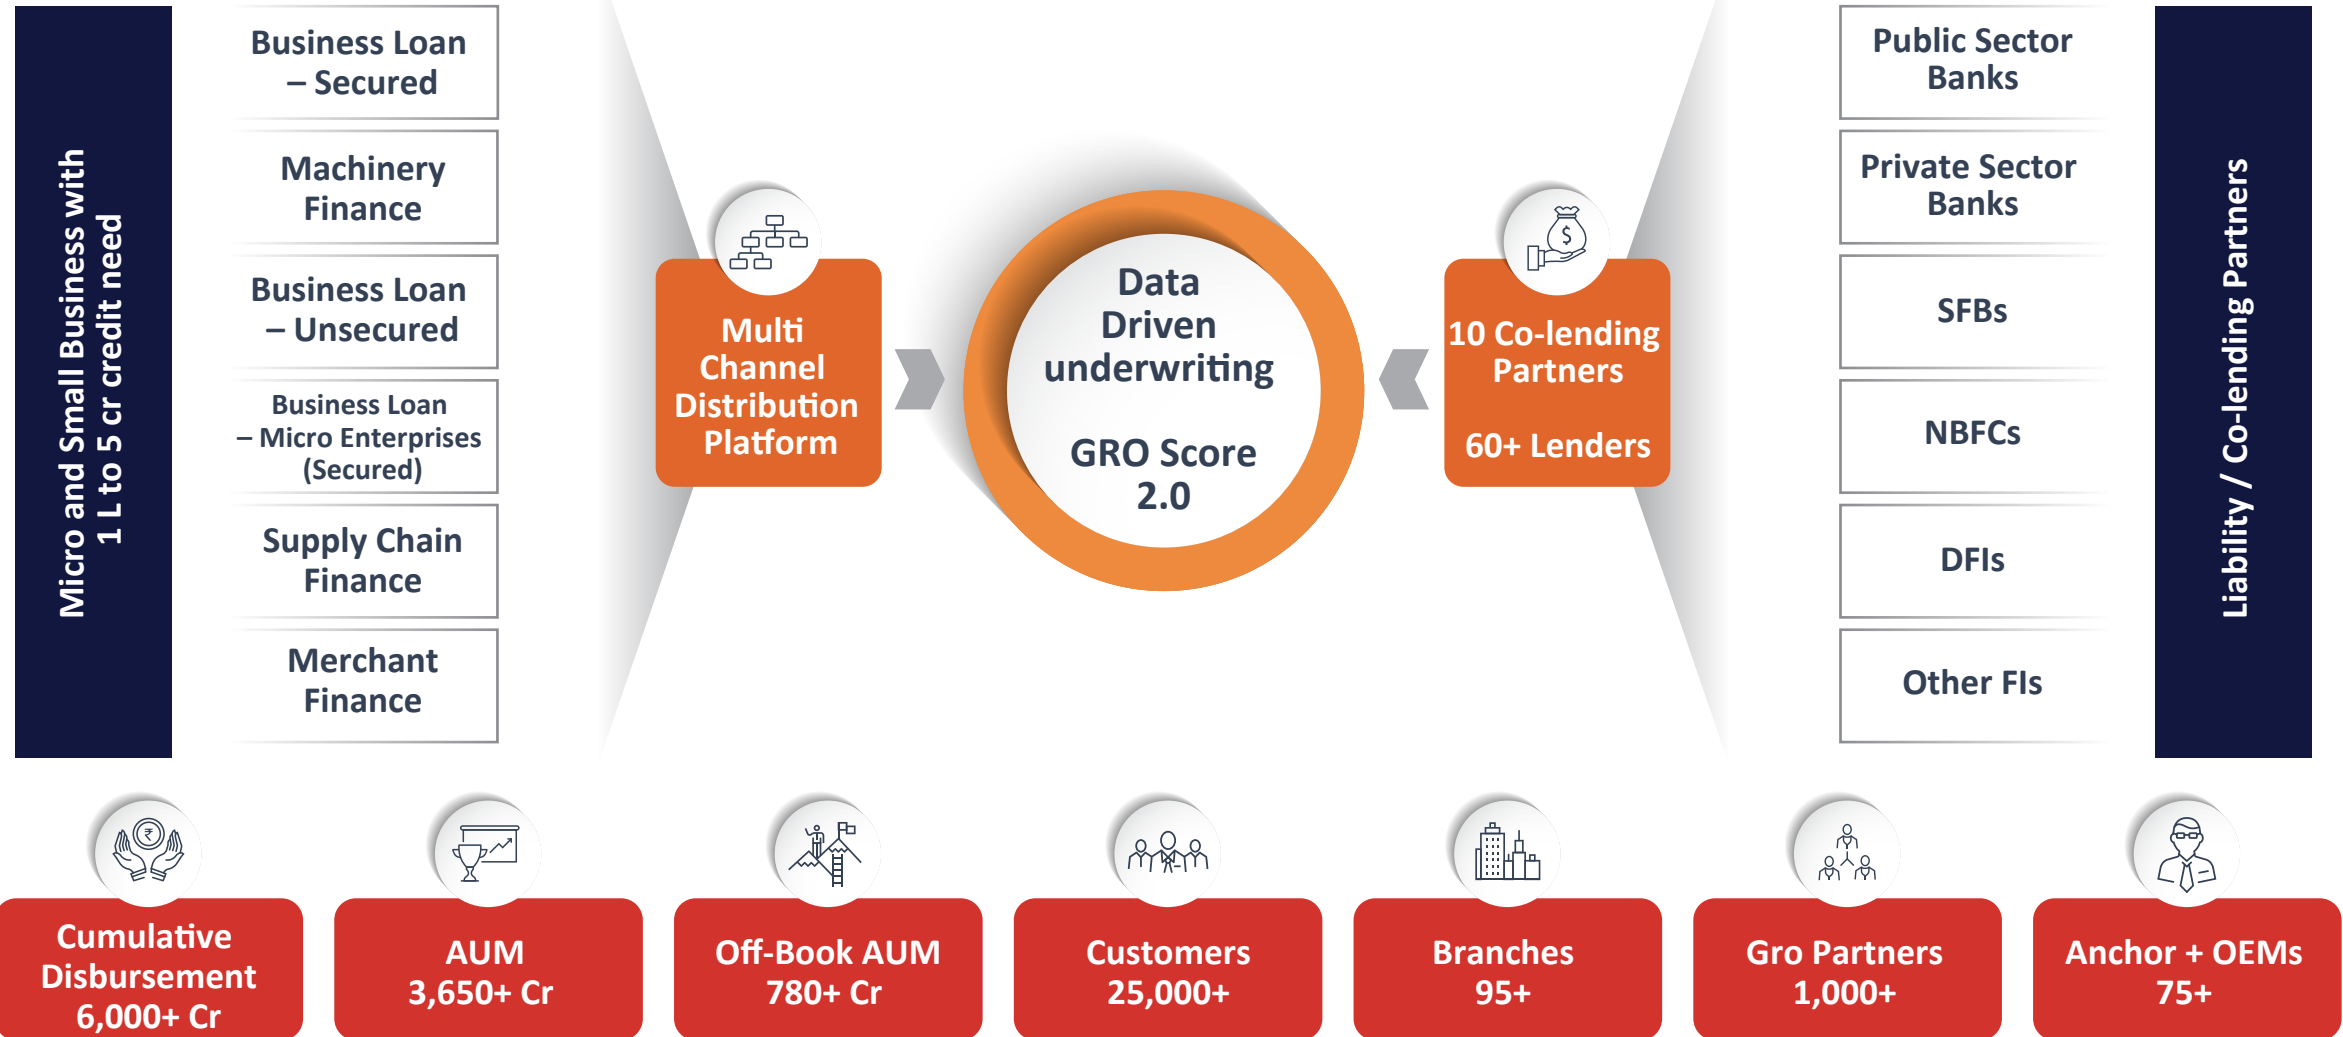 Micro and Small Business with
1 L to 5 cr credit need
Business Loan
– Secured
Machinery
Finance
Business Loan
– Unsecured
Business Loan
– Micro Enterprises
(Secured)
Supply Chain
Finance
Merchant
Finance
Multi
Channel
Distribution
Platform
Data
Driven
underwriting
GRO Score
2.0
$
10 Co-lending
Partners
60+ Lenders
Public Sector
Banks
Private Sector
Banks
SFBs
NBFCs
DFIs
Other FIs
Liability / Co-lending Partners
₹
Cumulative
Disbursement
6,000+ Cr
AUM
3,650+ Cr
Off-Book AUM
780+ Cr
Customers
25,000+
Branches
95+
Gro Partners
1,000+
Anchor + OEMs
75+